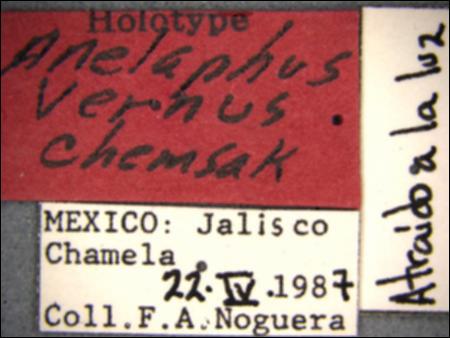 Holotype
Anelaphus
vernus
Chemsak
MEXICO: Jalisco
Chamela
22.IV.1987
Coll.F.A.Noguera
Atraido a la luz